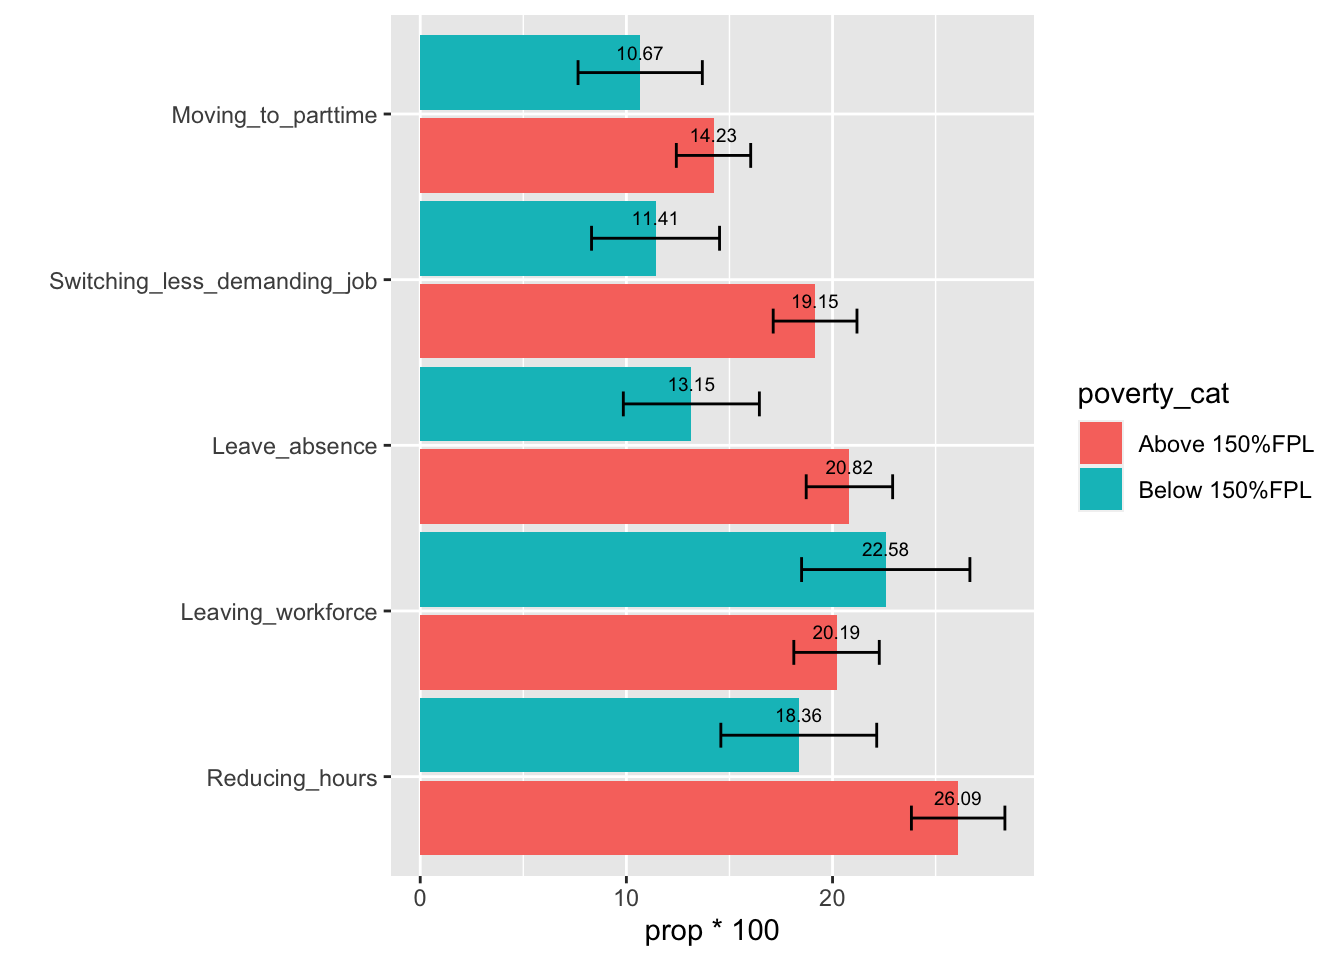 10.67
Moving_to_parttime
14.23
11.41
Switching_less_demanding_job
19.15
13.15
Leave_absence
20.82
22.58
Leaving_workforce
20.19
18.36
Reducing_hours
26.09
0 10 20
prop * 100
poverty_cat
Above 150%FPL
Below 150%FPL